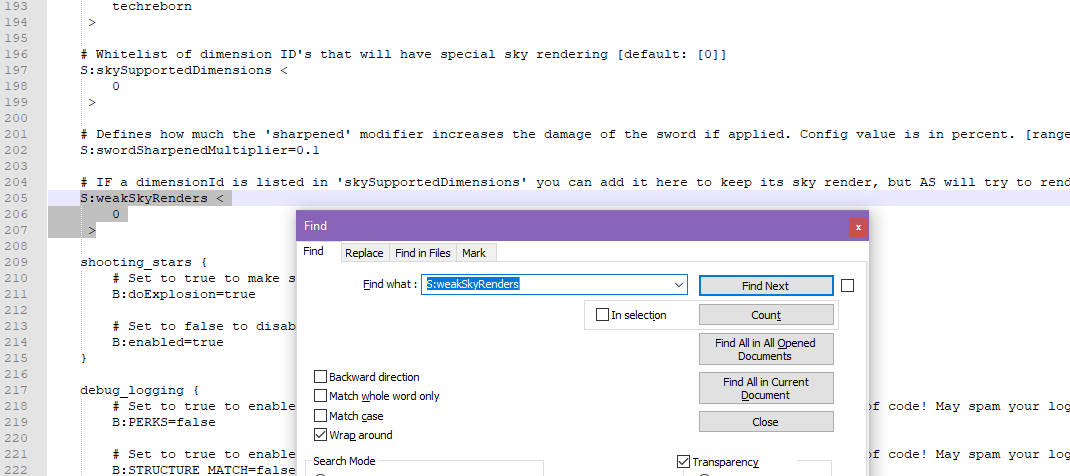 193 techreborn
194 >
195
196 # Whitelist of dimension ID's that will have special sky rendering [default: [0]]
197 S:skySupportedDimensions <
198 0
199 >
200
201 # Defines how much the 'sharpened' modifier increases the damage of the sword if applied. Config value is in percent. [range
202 S:swordSharpenedMultiplier=0.1
203
204 # IF a dimensionId is listed in 'skySupportedDimensions' you can add it here to keep its sky render, but AS will try to rend
205 S:weakSkyRenders <
206 0
207 >
208
209 shooting_stars {
210 # Set to true to make s
211 B:doExplosion=true
212
213 # Set to false to disab
214 B:enabled=true
215 }
216
217 debug_logging {
218 # Set to true to enable of code! May spam your log
219 B:PERKS=false
220
221 # Set to true to enable of code! May spam your log
222 B:STRUCTURE_MATCH=false
Find
x
Find Replace Find in Files Mark
Find what : S:weakSkyRenders
Find Next
In selection
Count
Find All in All Opened
Documents
Find All in Current
Document
Close
Backward direction
Match whole word only
Match case
Wrap around
Search Mode
Transparency